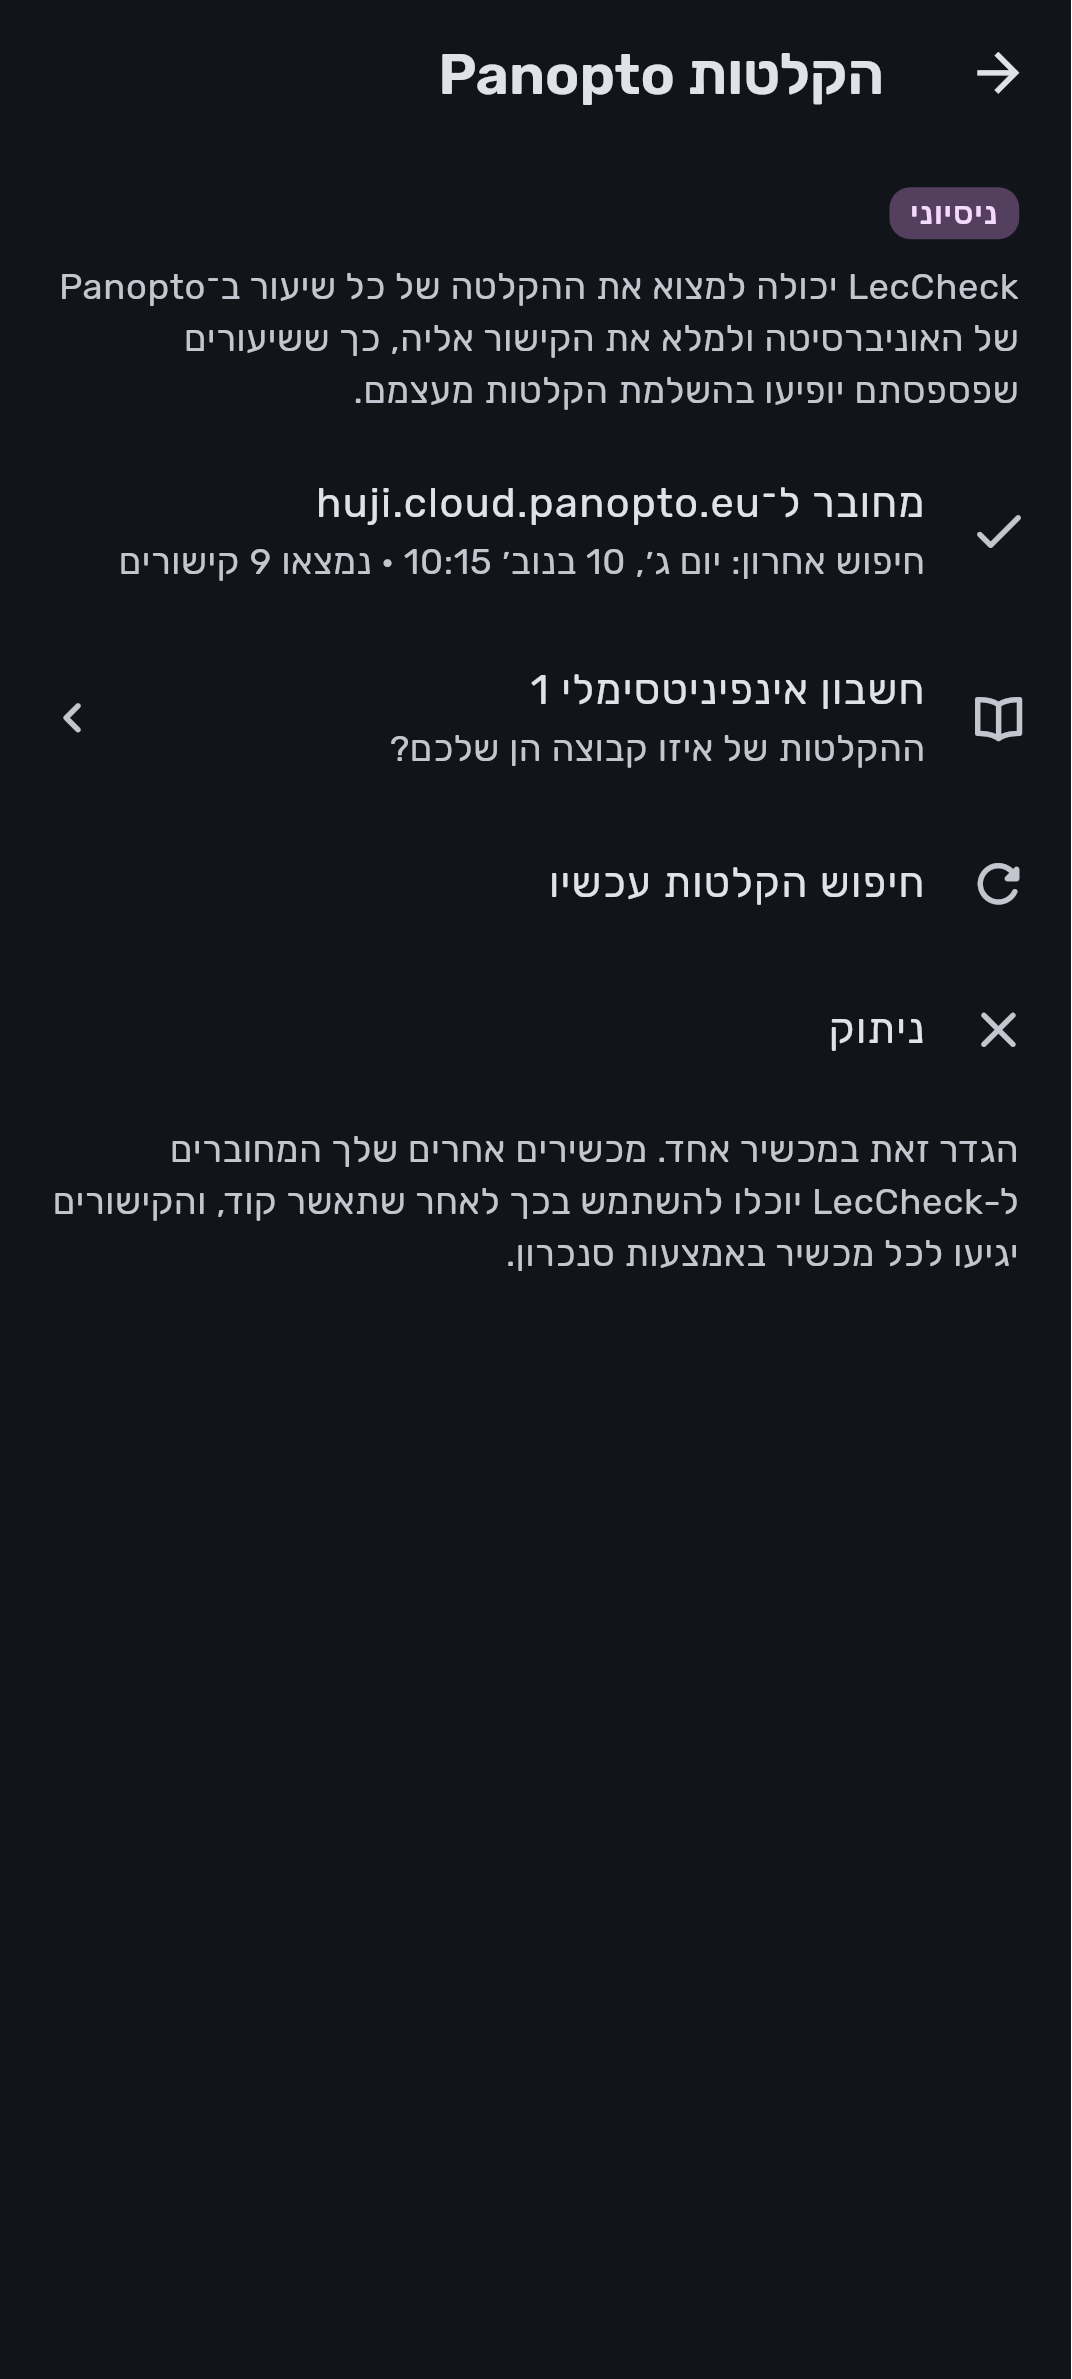 הקלטות Panopto
ניסיוני
LecCheck יכולה למצוא את ההקלטה של כל שיעור ב־Panopto
של האוניברסיטה ולמלא את הקישור אליה, כך ששיעורים
שפספסתם יופיעו בהשלמת הקלטות מעצמם.
מחובר ל־huji.cloud.panopto.eu
חיפוש אחרון: יום ג׳, 10 בנוב׳ 10:15 • נמצאו 9 קישורים
חשבון אינפיניטסימלי 1
ההקלטות של איזו קבוצה הן שלכם?
חיפוש הקלטות עכשיו
ניתוק
הגדר זאת במכשיר אחד. מכשירים אחרים שלך המחוברים
ל-LecCheck יוכלו להשתמש בכך לאחר שתאשר קוד, והקישורים
יגיעו לכל מכשיר באמצעות סנכרון.